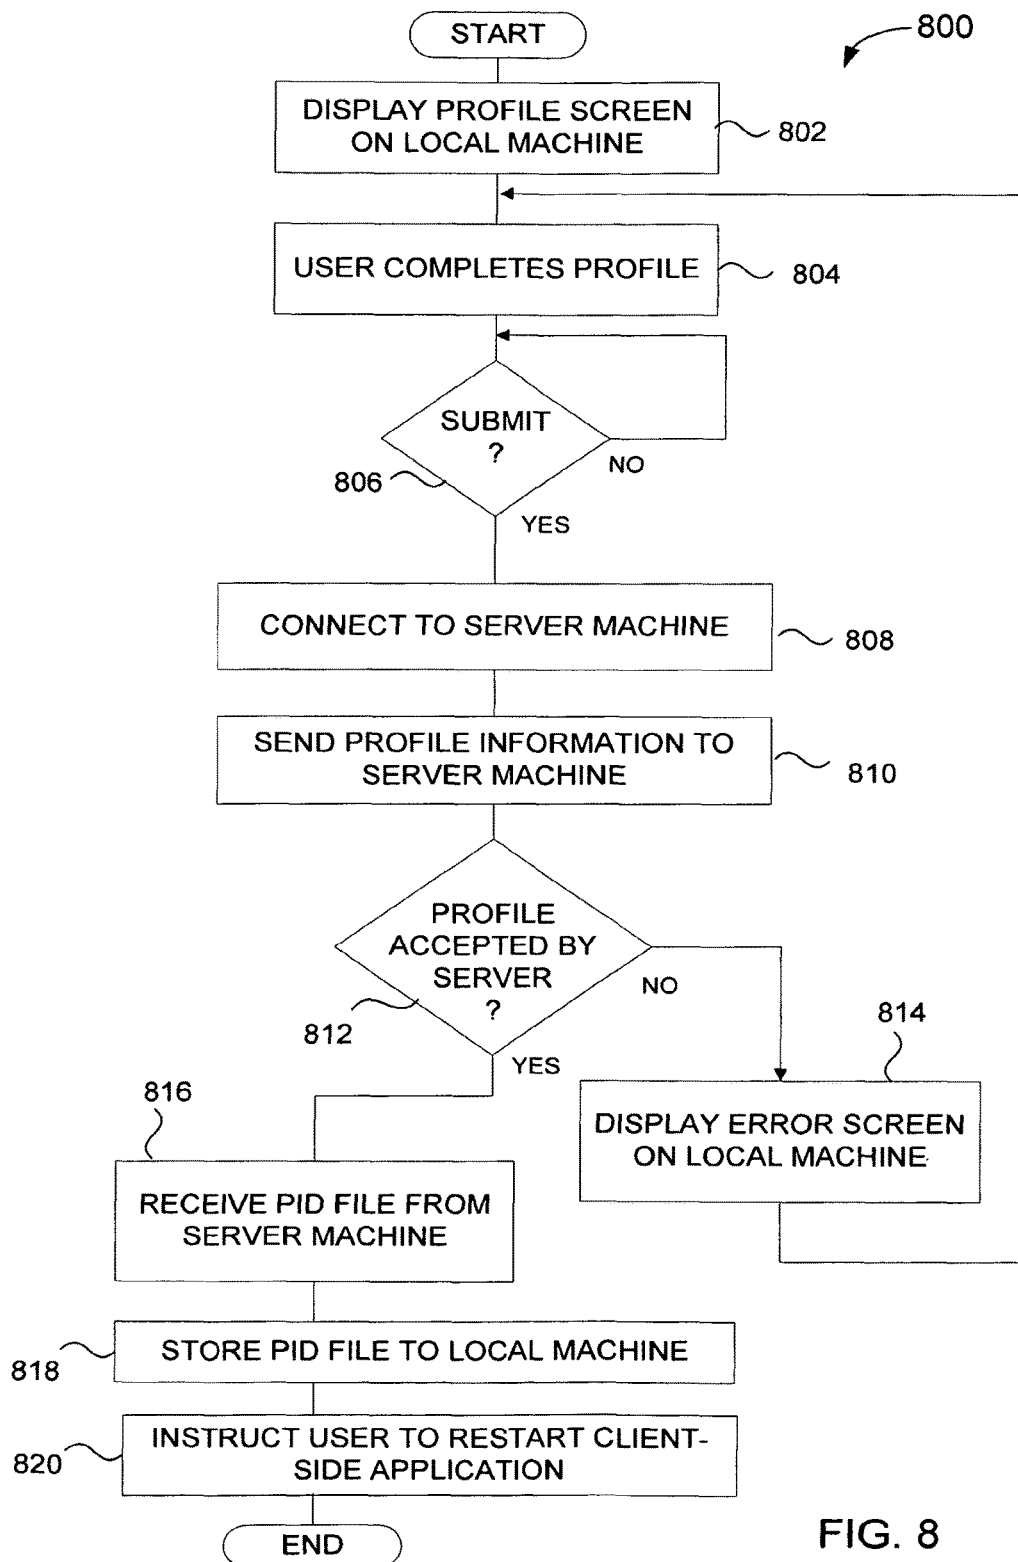 START
800
DISPLAY PROFILE SCREEN
ON LOCAL MACHINE
802
USER COMPLETES PROFILE
804
SUBMIT
?
NO
806
YES
CONNECT TO SERVER MACHINE
808
SEND PROFILE INFORMATION TO
SERVER MACHINE
810
PROFILE
ACCEPTED BY
SERVER
?
NO
812
YES
814
DISPLAY ERROR SCREEN
ON LOCAL MACHINE
816
RECEIVE PID FILE FROM
SERVER MACHINE
STORE PID FILE TO LOCAL MACHINE
818
INSTRUCT USER TO RESTART CLIENT-
SIDE APPLICATION
820
END
FIG. 8